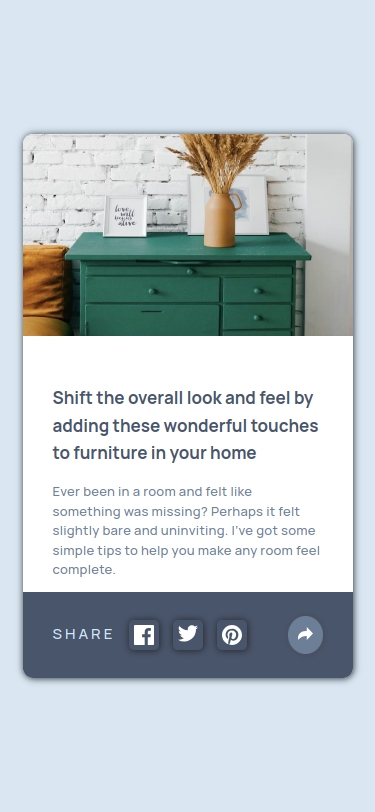 love
will
keep us
alive
Shift the overall look and feel by
adding these wonderful touches
to furniture in your home
Ever been in a room and felt like
something was missing? Perhaps it felt
slightly bare and uninviting. I've got some
simple tips to help you make any room feel
complete.
SHARE